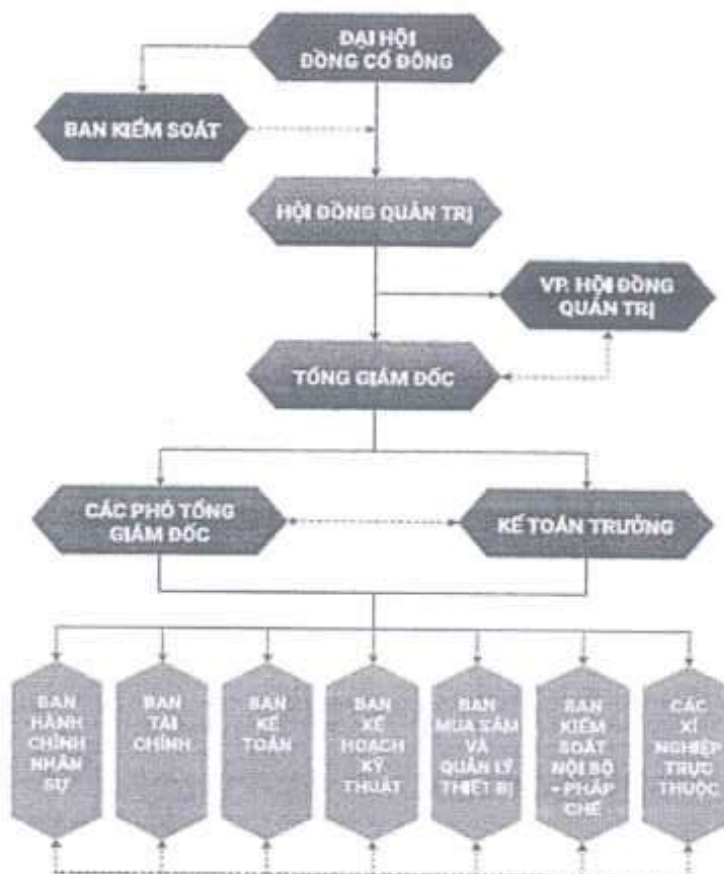 ĐẠI HỘI
ĐỒNG CỔ ĐÔNG
BAN KIỂM SOÁT
HỘI ĐỒNG QUẢN TRỊ
VP. HỘI ĐỒNG
QUẢN TRỊ
TỔNG GIÁM ĐỐC
CÁC PHÓ TỔNG
GIÁM ĐỐC
KẾ TOÁN TRƯỞNG
BAN
HÀNH
CHÍNH
NHÂN
SỰ
BAN
TÀI
CHÍNH
BAN
KẾ
TOÁN
BAN
KẾ
HOẠCH
KỸ
THUẬT
BAN
MUA SẮM
VÀ
QUẢN LÝ
THIẾT BỊ
BAN
KIỂM
SOÁT
NỘI BỘ
- PHÁP
CHẾ
CÁC
XÍ
NGHIỆP
TRỰC
THUỘC